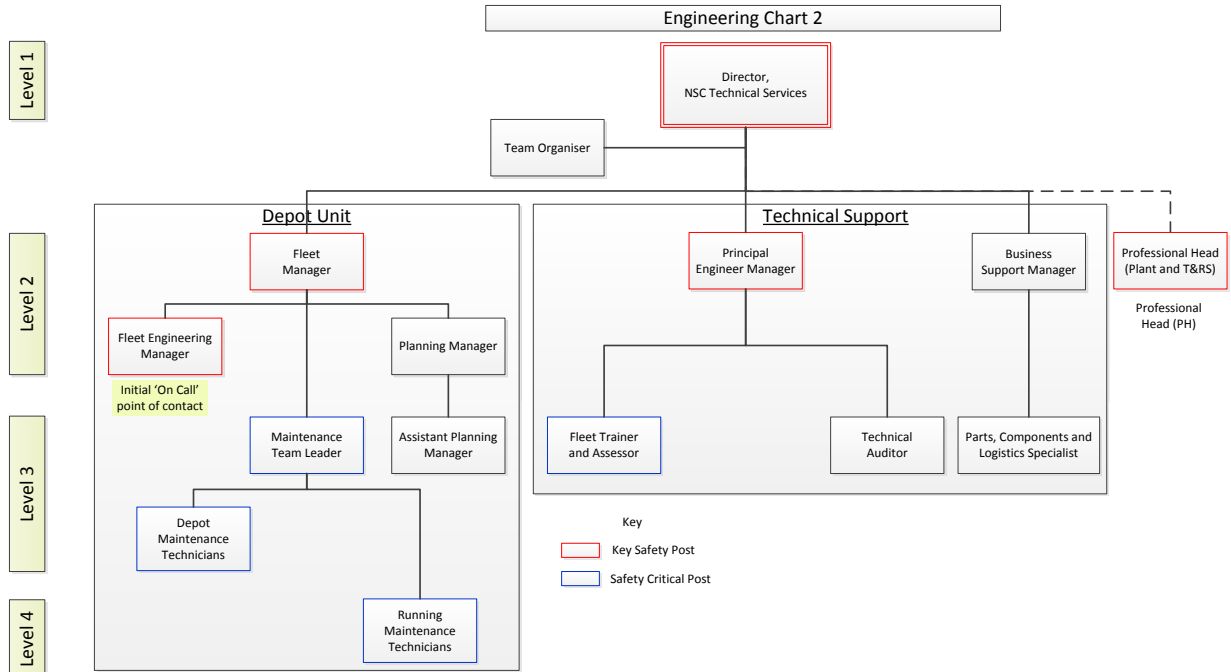 Engineering Chart 2
Level 1
Director,
NSC Technical Services
Team Organiser
Depot Unit
Technical Support
Level 2
Fleet
Manager
Principal
Engineer Manager
Business
Support Manager
Professional Head
(Plant and T&RS)
Professional
Head (PH)
Fleet Engineering
Manager
Planning Manager
Initial ‘On Call’
point of contact
Level 3
Maintenance
Team Leader
Assistant Planning
Manager
Fleet Trainer
and Assessor
Technical
Auditor
Parts, Components and
Logistics Specialist
Depot
Maintenance
Technicians
Key
Key Safety Post
Safety Critical Post
Level 4
Running
Maintenance
Technicians